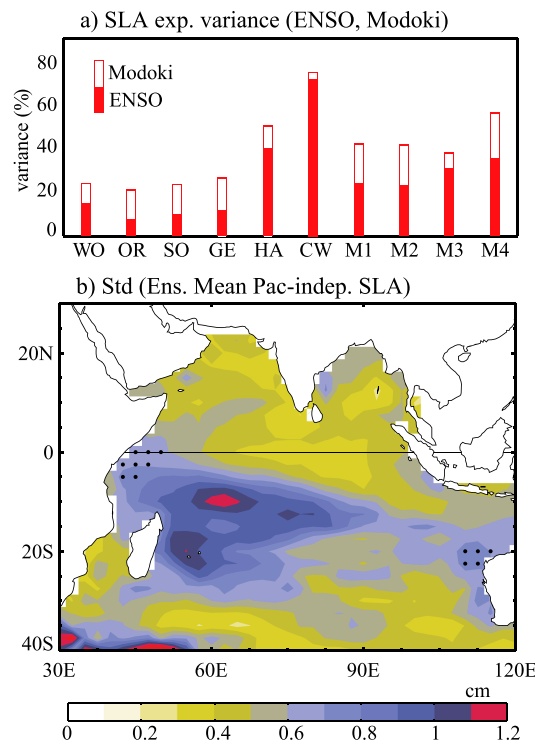 a) SLA exp. variance (ENSO, Modoki)
80
60
40
20
0
variance (%)
Modoki
ENSO
WO OR SO GE HA CW M1 M2 M3 M4
b) Std (Ens. Mean Pac-indep. SLA)
20N
0
20S
40S
30E 60E 90E 120E
cm
0 0.2 0.4 0.6 0.8 1 1.2